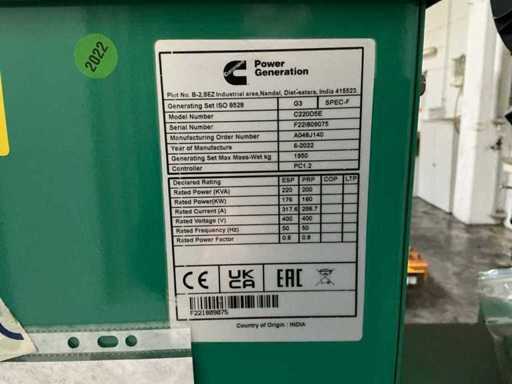 2022
Cummins
Power
Generation
Plot No. B-2,SEZ Industrial area,Nandal, Dist-satara, India 415523
Generating Set ISO 8528 G3 SPEC-F
Model Number C220D5E
Serial Number F22I809075
Manufacturing Order Number A046J140
Year of Manufacture 6-2022
Generating Set Max Mass-Wet kg 1950
Controller PC1.2
Declared Rating ESP PRP COP LTP
Rated Power (KVA) 220 200
Rated Power(KW) 176 160
Rated Current (A) 317.6 288.7
Rated Voltage (V) 400 400
Rated Frequency (Hz) 50 50
Rated Power Factor 0.8 0.8
CE UK CA EAC
F22I809075
Country of Origin : INDIA